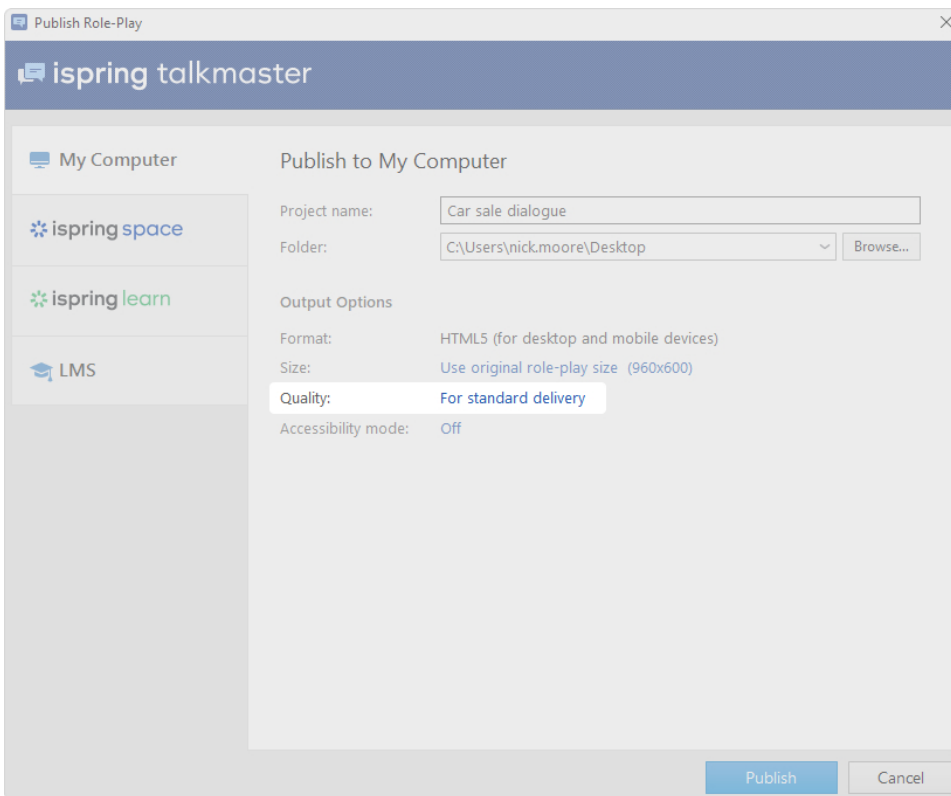 Publish Role-Play
ispring talkmaster
My Computer
ispring space
ispring learn
LMS
Publish to My Computer
Project name: Car sale dialogue
Folder: C:\Users\nick.moore\Desktop Browse...
Output Options
Format: HTML5 (for desktop and mobile devices)
Size: Use original role-play size (960x600)
Quality: For standard delivery
Accessibility mode: Off
Publish Cancel